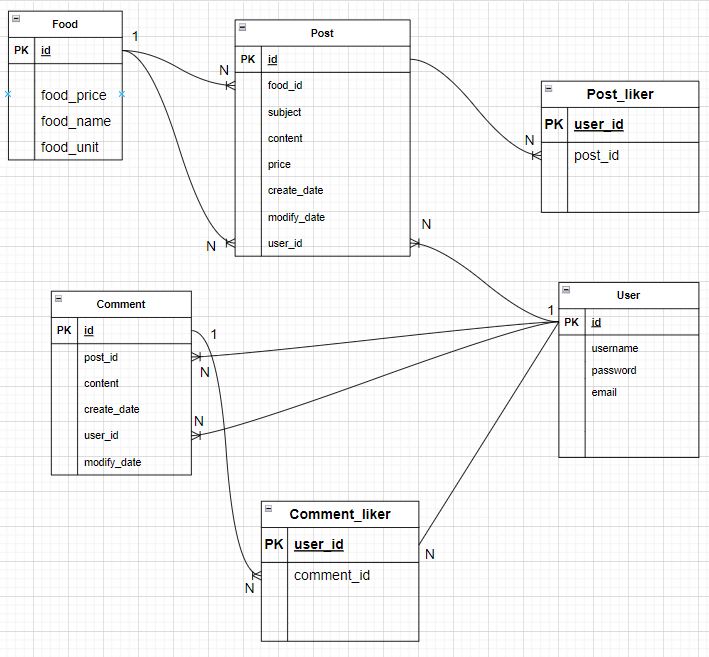 Food
PK id
food_price
food_name
food_unit
1
N
N
Post
PK id
food_id
subject
content
price
create_date
modify_date
user_id
Post_liker
PK user_id
post_id
N
N
1
User
PK id
username
password
email
Comment
PK id
post_id
content
create_date
user_id
modify_date
1
N
N
Comment_liker
PK user_id
comment_id
N
N